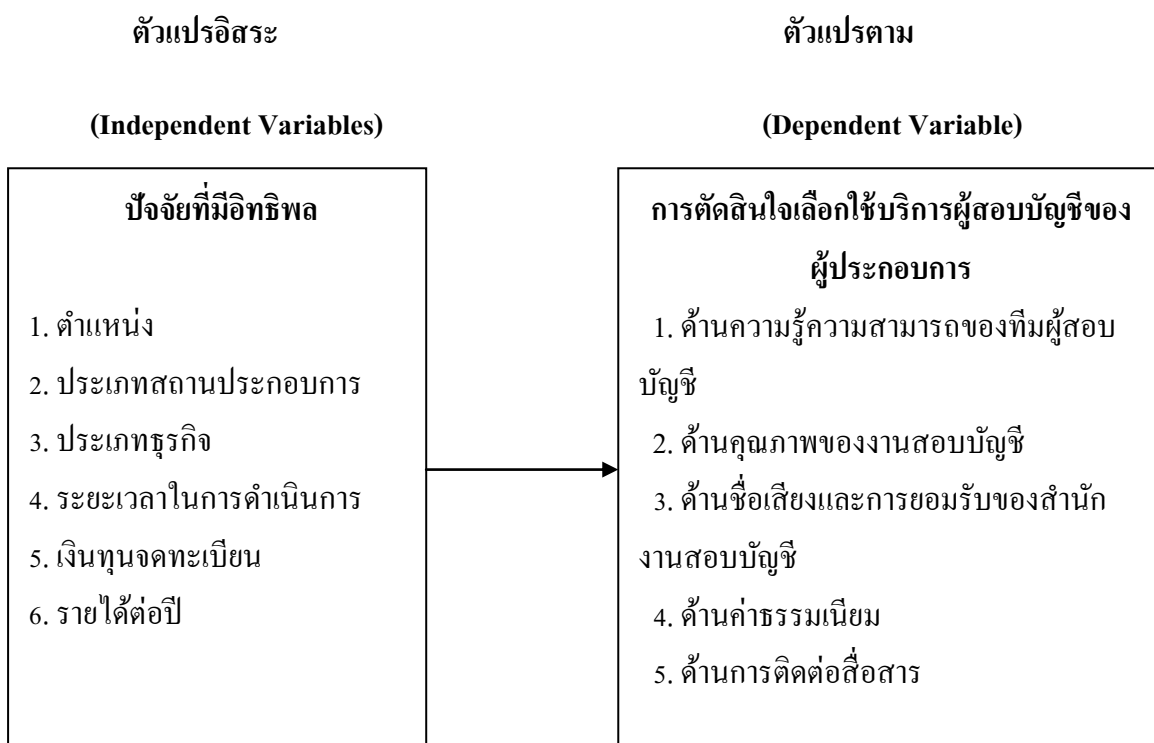 ตัวแปรอิสระ
(Independent Variables)
ปัจจัยที่มีอิทธิพล
1. ตำแหน่ง
2. ประเภทสถานประกอบการ
3. ประเภทธุรกิจ
4. ระยะเวลาในการดำเนินการ
5. เงินทุนจดทะเบียน
6. รายได้ต่อปี
ตัวแปรตาม
(Dependent Variable)
การตัดสินใจเลือกใช้บริการผู้สอบบัญชีของ
ผู้ประกอบการ
1. ด้านความรู้ความสามารถของทีมผู้สอบ
บัญชี
2. ด้านคุณภาพของงานสอบบัญชี
3. ด้านชื่อเสียงและการยอมรับของสำนัก
งานสอบบัญชี
4. ด้านค่าธรรมเนียม
5. ด้านการติดต่อสื่อสาร